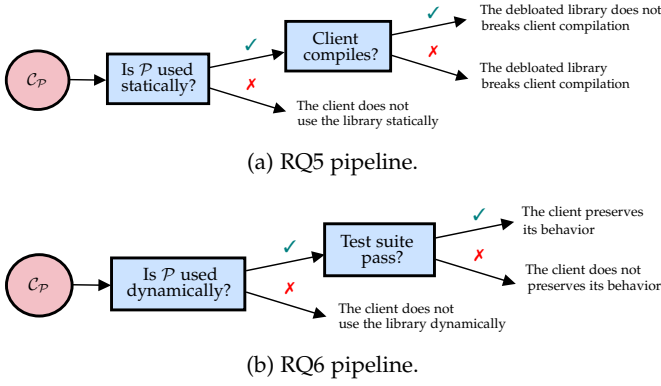 The debloated library does not
breaks client compilation
✓
Client
compiles?
✓
✗
C_P
Is P used
statically?
✗
The debloated library
breaks client compilation
The client does not
use the library statically
(a) RQ5 pipeline.
✓
The client preserves
its behavior
Test suite
pass?
✓
✗
C_P
Is P used
dynamically?
✗
The client does not
preserves its behavior
The client does not
use the library dynamically
(b) RQ6 pipeline.